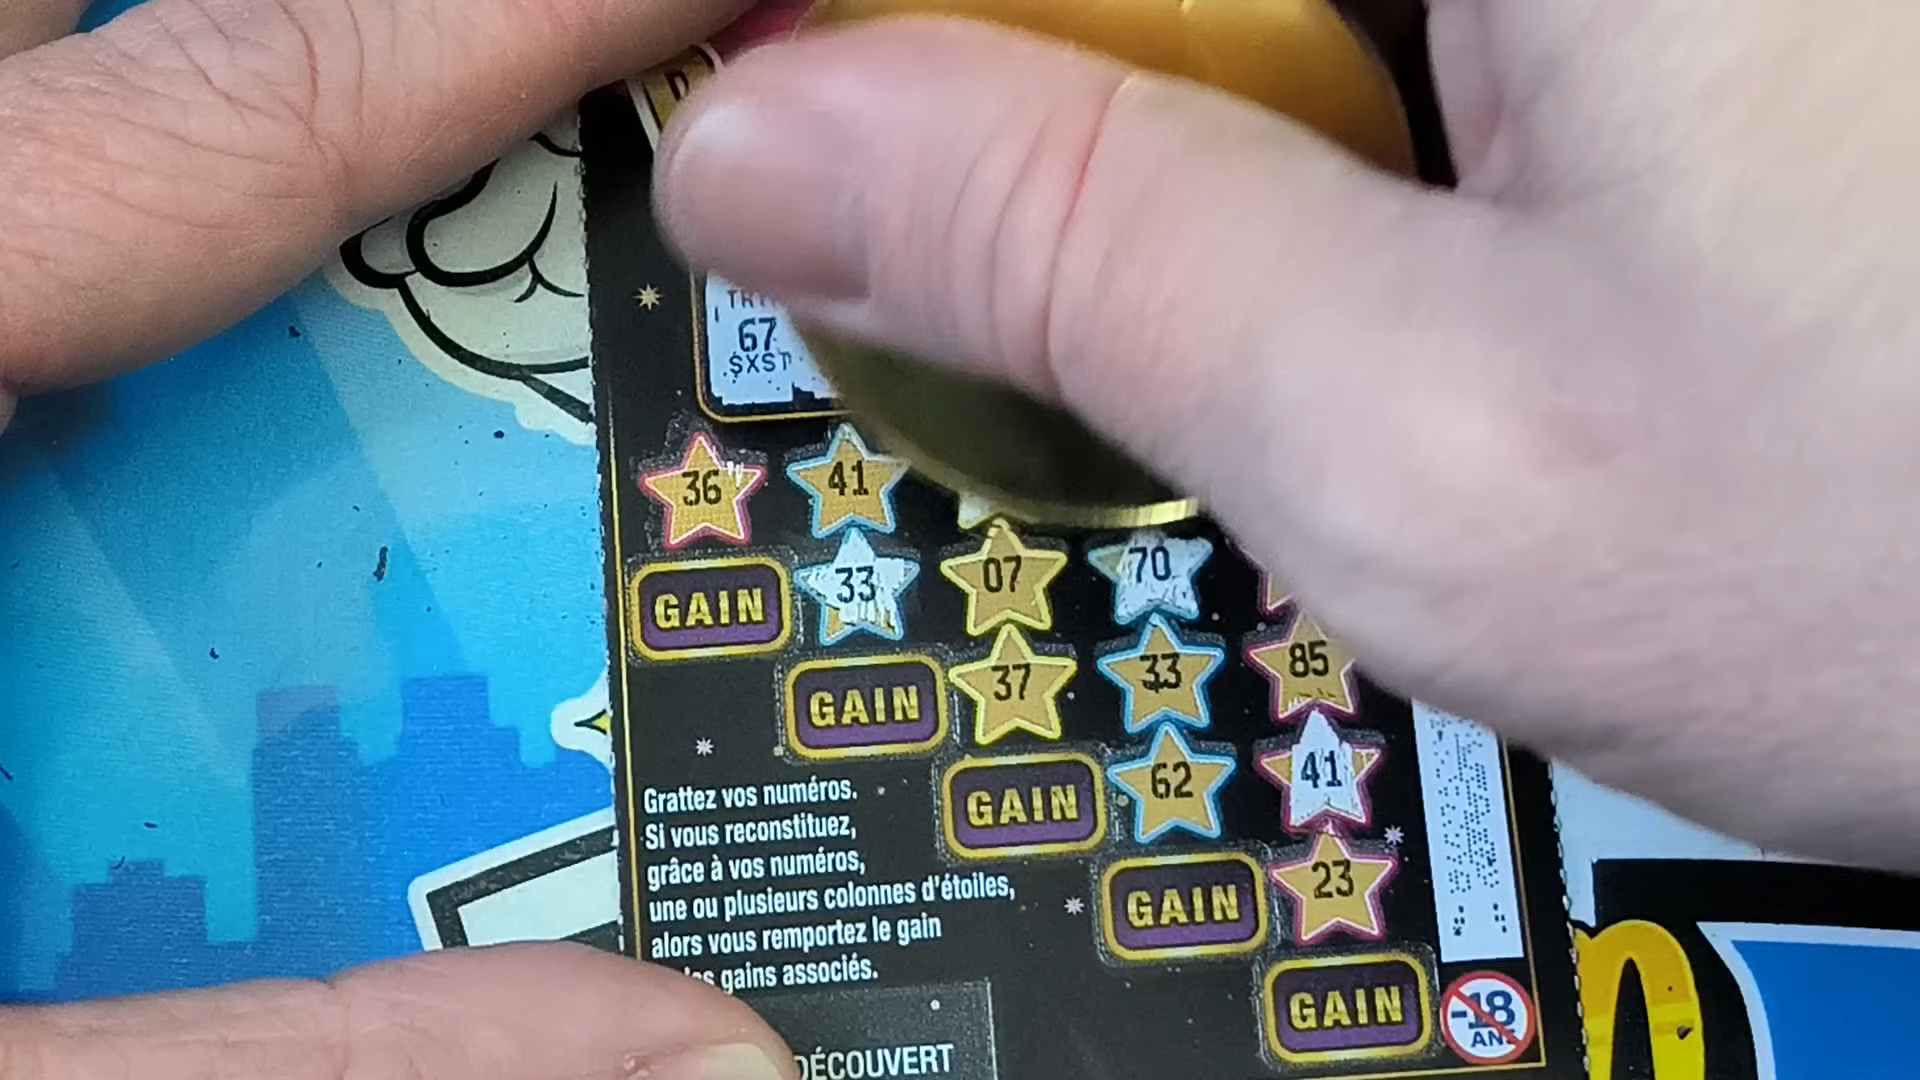 67
$XST
36 41
GAIN 33 07 70
GAIN 37 33 85
GAIN 62 41
GAIN 23
GAIN
Grattez vos numéros.
Si vous reconstituez,
grâce à vos numéros,
une ou plusieurs colonnes d'étoiles,
alors vous remportez le gain
gains associés.
-18
ANS
DÉCOUVERT